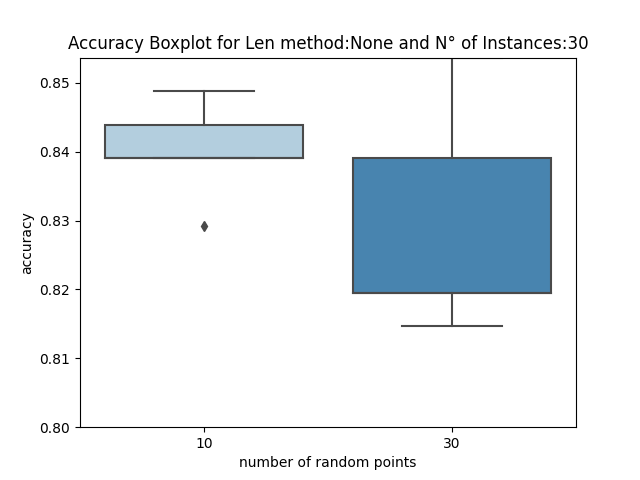 Accuracy Boxplot for Len method:None and N° of Instances:30
0.85
0.84
0.83
0.82
0.81
0.80
accuracy
10
30
number of random points